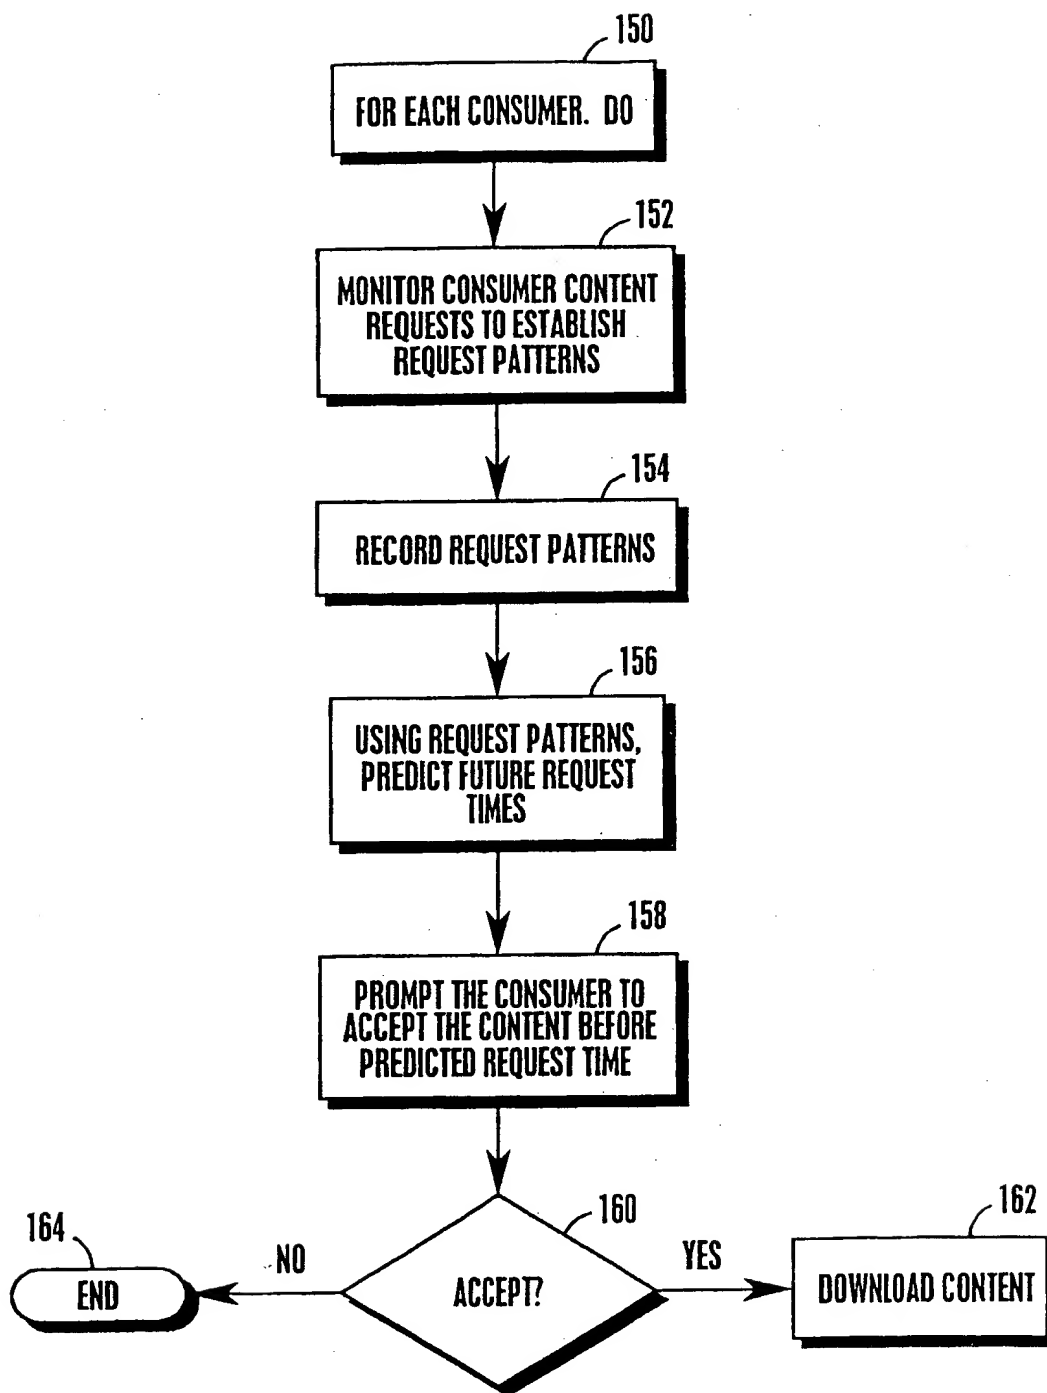 150
FOR EACH CONSUMER. DO
152
MONITOR CONSUMER CONTENT
REQUESTS TO ESTABLISH
REQUEST PATTERNS
154
RECORD REQUEST PATTERNS
156
USING REQUEST PATTERNS,
PREDICT FUTURE REQUEST
TIMES
158
PROMPT THE CONSUMER TO
ACCEPT THE CONTENT BEFORE
PREDICTED REQUEST TIME
160
ACCEPT?
164
END
NO
YES
162
DOWNLOAD CONTENT